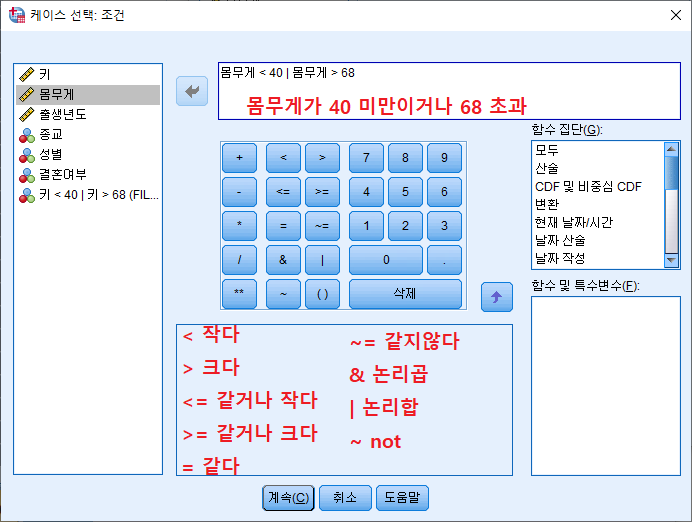 케이스 선택: 조건
키
몸무게
출생년도
종교
성별
결혼여부
키 < 40 | 키 > 68 (FIL...
몸무게 < 40 | 몸무게 > 68
몸무게가 40 미만이거나 68 초과
+ < > 7 8 9
- <= >= 4 5 6
* = ~= 1 2 3
/ & | 0 .
** ~ ( ) 삭제
함수 집단(G):
모두
산술
CDF 및 비중심 CDF
변환
현재 날짜/시간
날짜 산술
날짜 작성
함수 및 특수변수(F):
< 작다
> 크다
<= 같거나 작다
>= 같거나 크다
= 같다
~= 같지않다
& 논리곱
| 논리합
~ not
계속(C) 취소 도움말